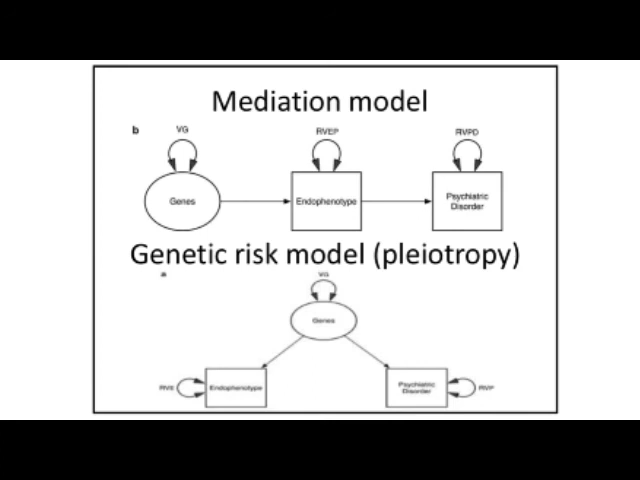 Mediation model
b
VG
RVEP
RVPD
Genes
Endophenotype
Psychiatric
Disorder
Genetic risk model (pleiotropy)
a
VG
Genes
RVE
Endophenotype
Psychiatric
Disorder
RVP